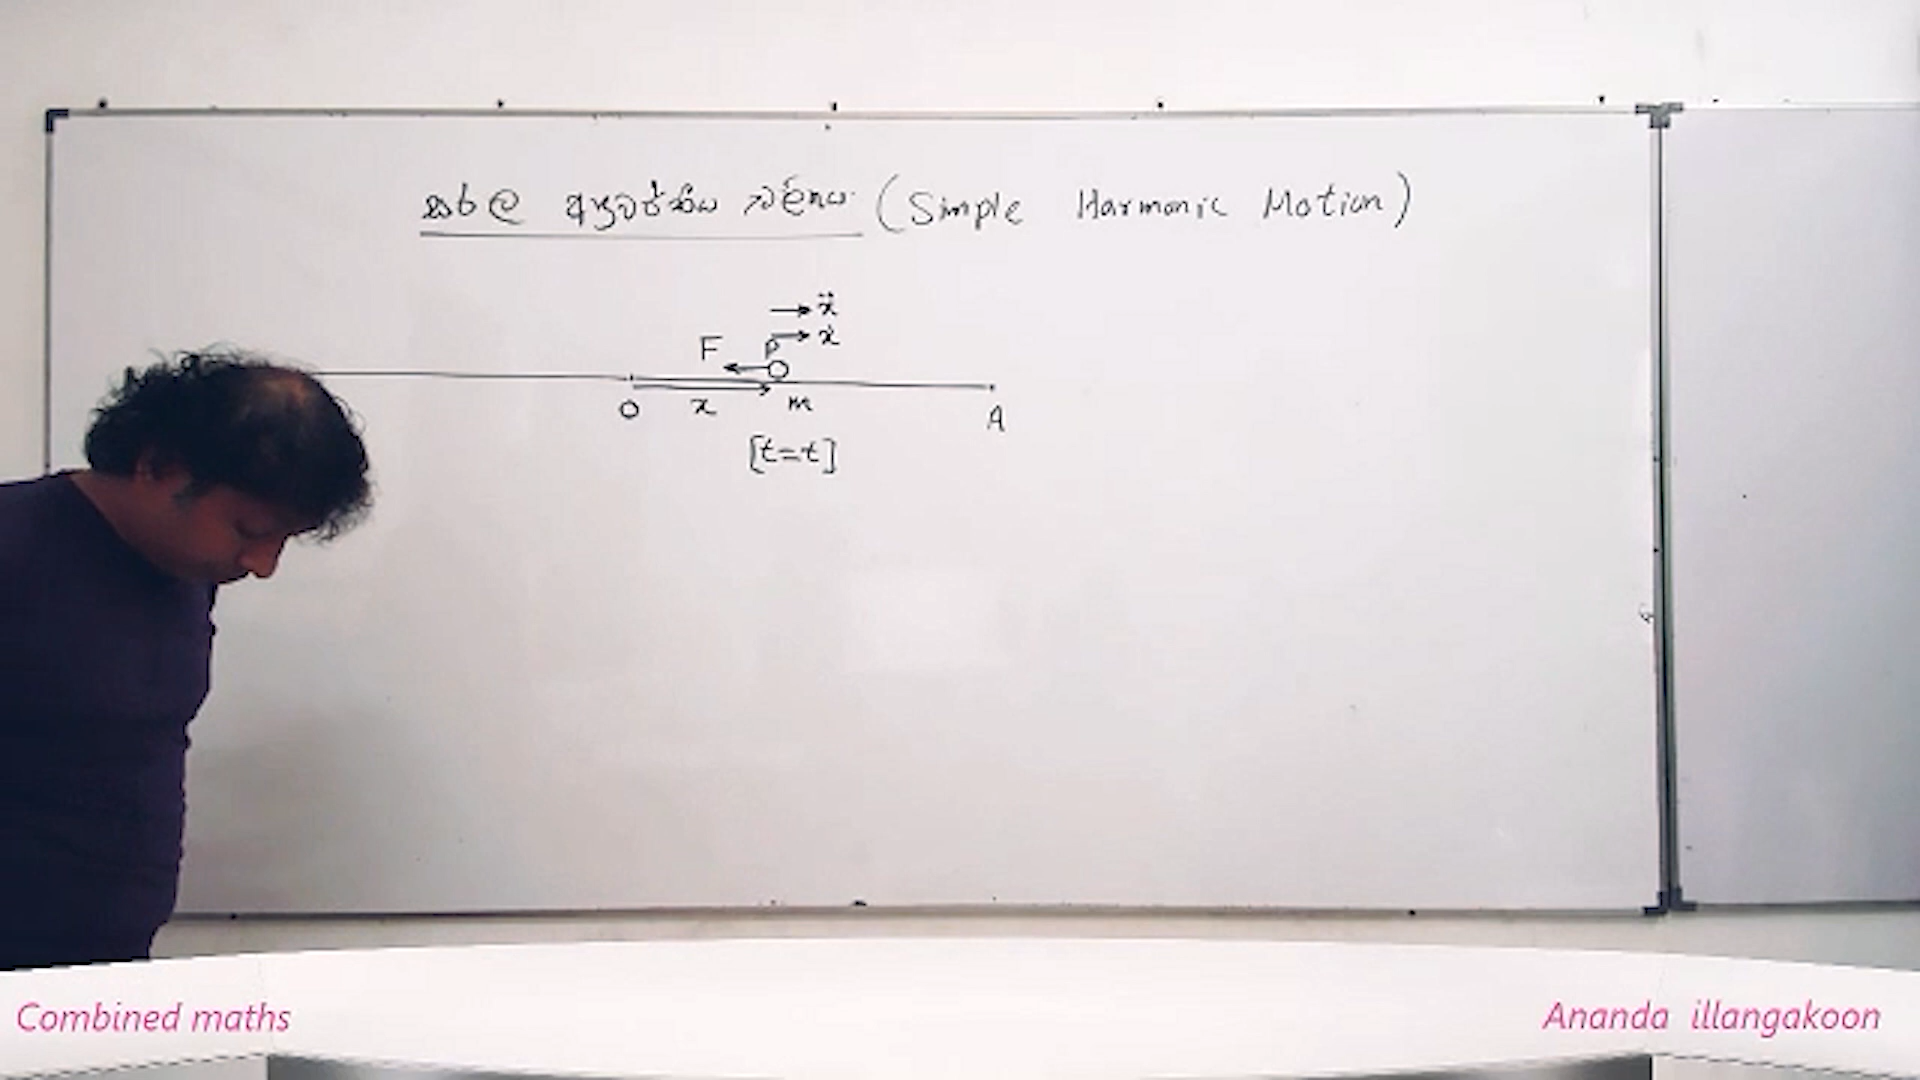 සරල අනුවර්තීය චලිතය (Simple Harmonic Motion)
ẍ
F P ẋ
O x m A
[t=t]
Combined maths
Ananda illangakoon